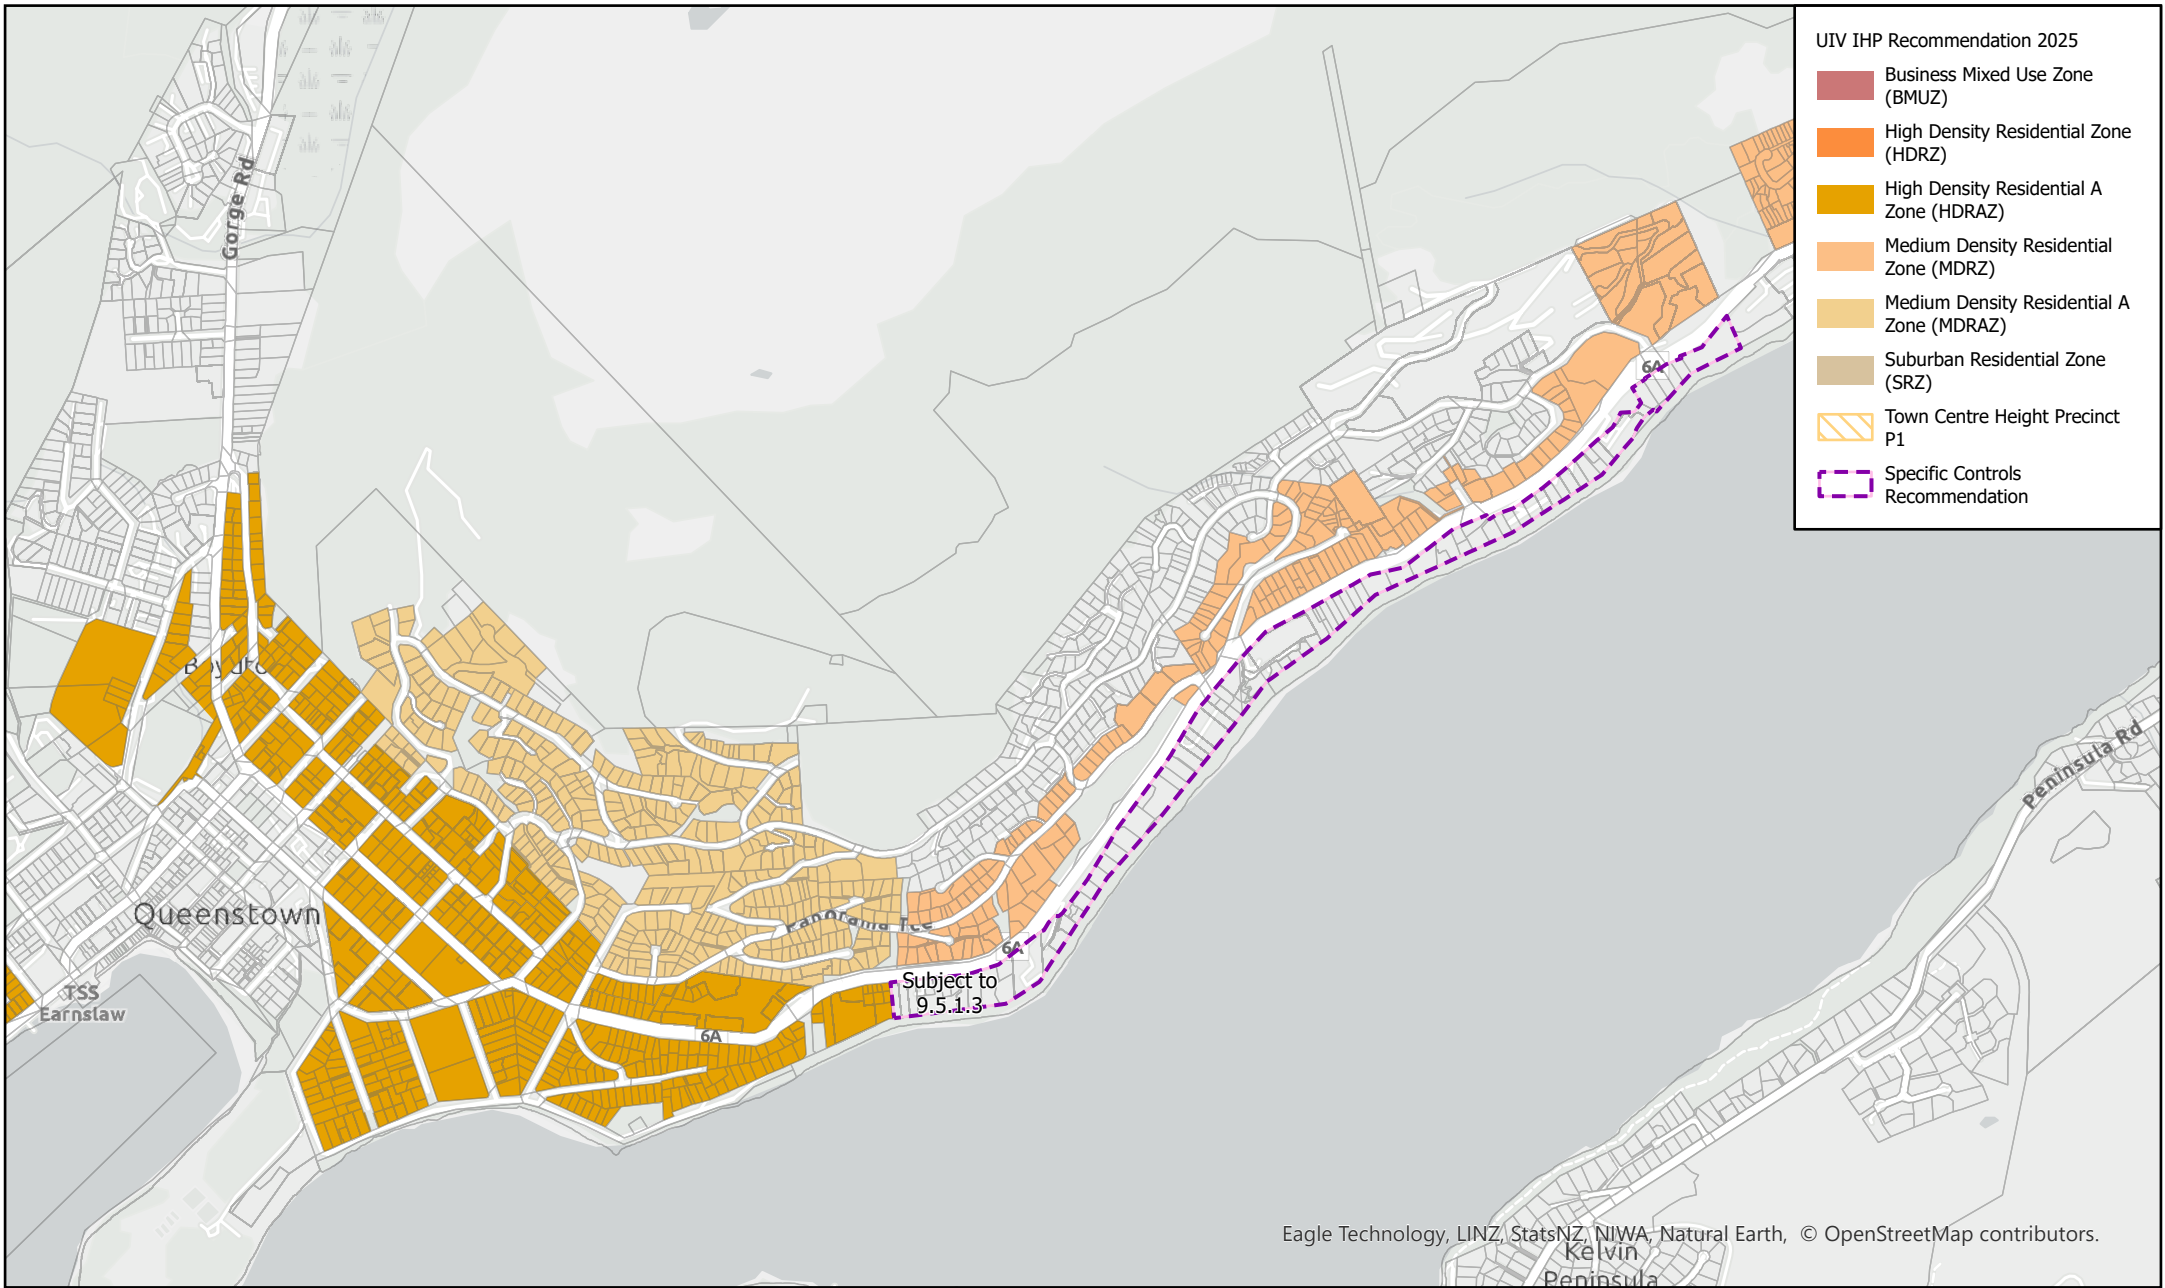 UIV IHP Recommendation 2025
Business Mixed Use Zone
(BMUZ)
High Density Residential Zone
(HDRZ)
High Density Residential A
Zone (HDRAZ)
Medium Density Residential
Zone (MDRZ)
Medium Density Residential A
Zone (MDRAZ)
Suburban Residential Zone
(SRZ)
Town Centre Height Precinct
P1
Specific Controls
Recommendation
Gorge Rd
6A
Peninsula Rd
Queenstown
Panorama Tce
6A
Subject to
9.5.1.3
TSS
Earnslaw
6A
Eagle Technology, LINZ, StatsNZ, NIWA, Natural Earth, © OpenStreetMap contributors.
Kelvin
Peninsula